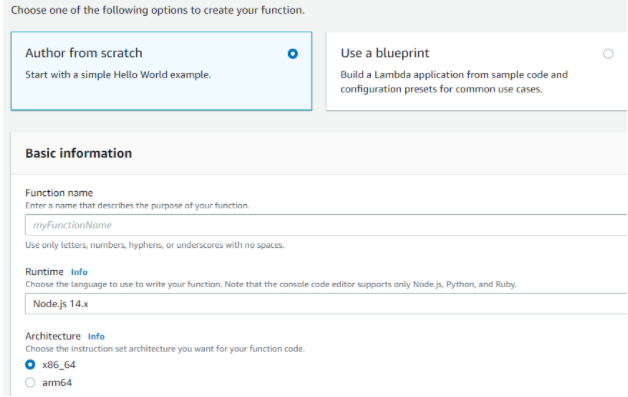 Choose one of the following options to create your function.
Author from scratch
Start with a simple Hello World example.
Use a blueprint
Build a Lambda application from sample code and
configuration presets for common use cases.
Basic information
Function name
Enter a name that describes the purpose of your function.
myFunctionName
Use only letters, numbers, hyphens, or underscores with no spaces.
Runtime Info
Choose the language to use to write your function. Note that the console code editor supports only Node.js, Python, and Ruby.
Node.js 14.x
Architecture Info
Choose the instruction set architecture you want for your function code.
x86_64
arm64